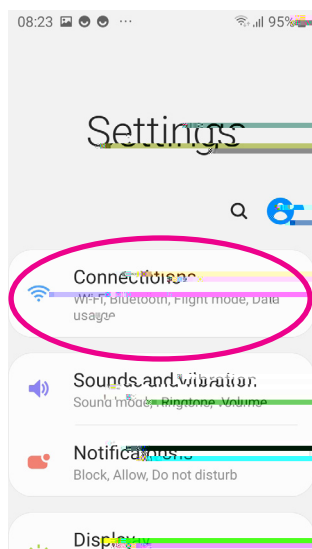 08:23 95%
Settings
Connections
Wi-Fi, Bluetooth, Flight mode, Data
usage
Sounds and vibration
Sound mode, Ringtone, Volume
Notifications
Block, Allow, Do not disturb
Display